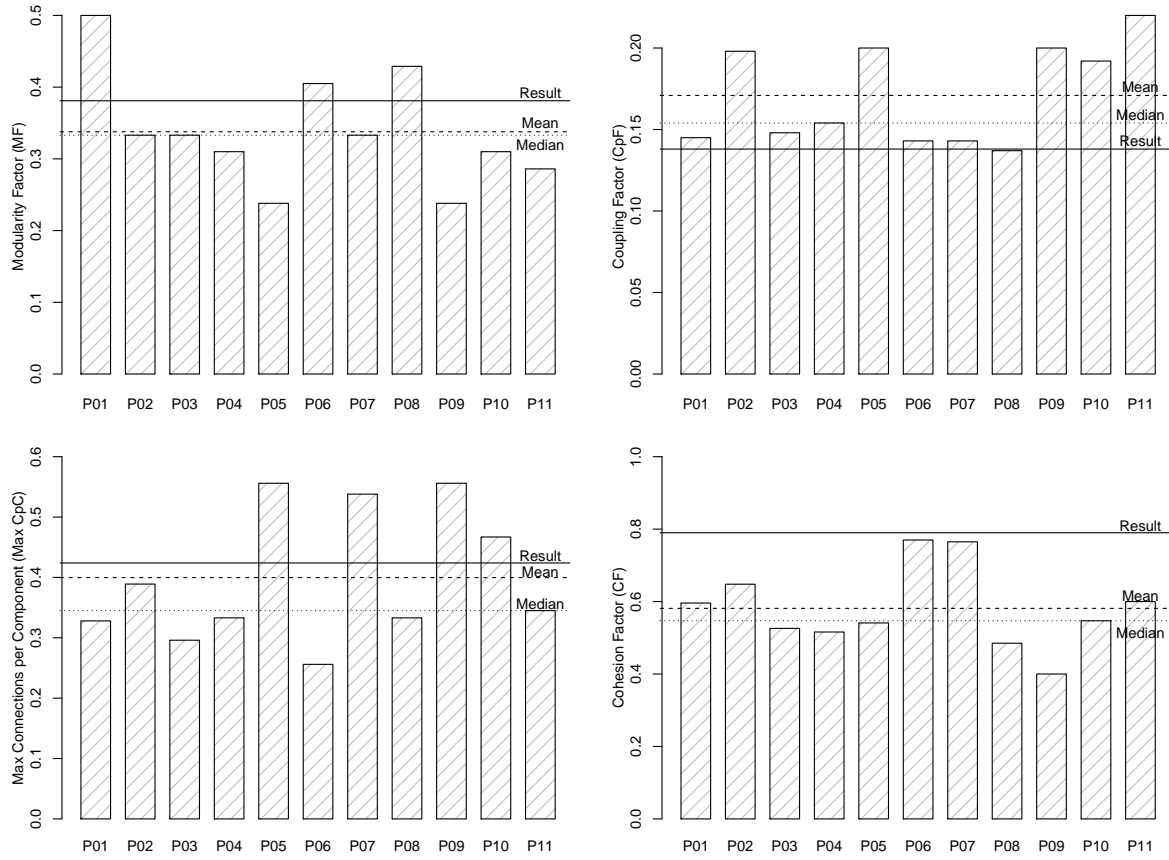 Modularity Factor (MF)
0.0
0.1
0.2
0.3
0.4
0.5
Result
Mean
Median
P01 P02 P03 P04 P05 P06 P07 P08 P09 P10 P11
Coupling Factor (CpF)
0.00
0.05
0.10
0.15
0.20
Mean
Median
Result
P01 P02 P03 P04 P05 P06 P07 P08 P09 P10 P11
Max Connections per Component (Max CpC)
0.0
0.1
0.2
0.3
0.4
0.5
0.6
Result
Mean
Median
P01 P02 P03 P04 P05 P06 P07 P08 P09 P10 P11
Cohesion Factor (CF)
0.0
0.2
0.4
0.6
0.8
1.0
Result
Mean
Median
P01 P02 P03 P04 P05 P06 P07 P08 P09 P10 P11